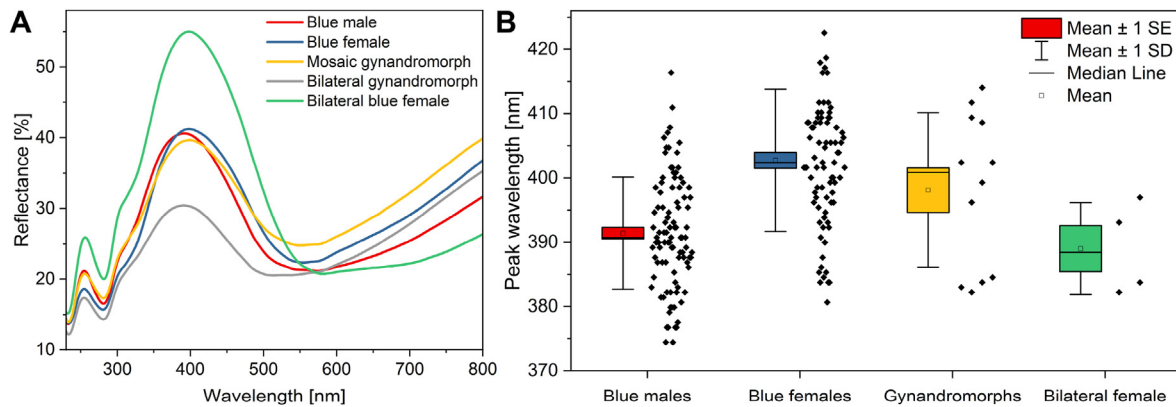 A
Reflectance [%]
50
40
30
20
10
300
400
500
600
700
800
Wavelength [nm]
Blue male
Blue female
Mosaic gynandromorph
Bilateral gynandromorph
Bilateral blue female
B
Peak wavelength [nm]
420
410
400
390
380
370
Blue males
Blue females
Gynandromorphs
Bilateral female
Mean ± 1 SE
Mean ± 1 SD
Median Line
Mean